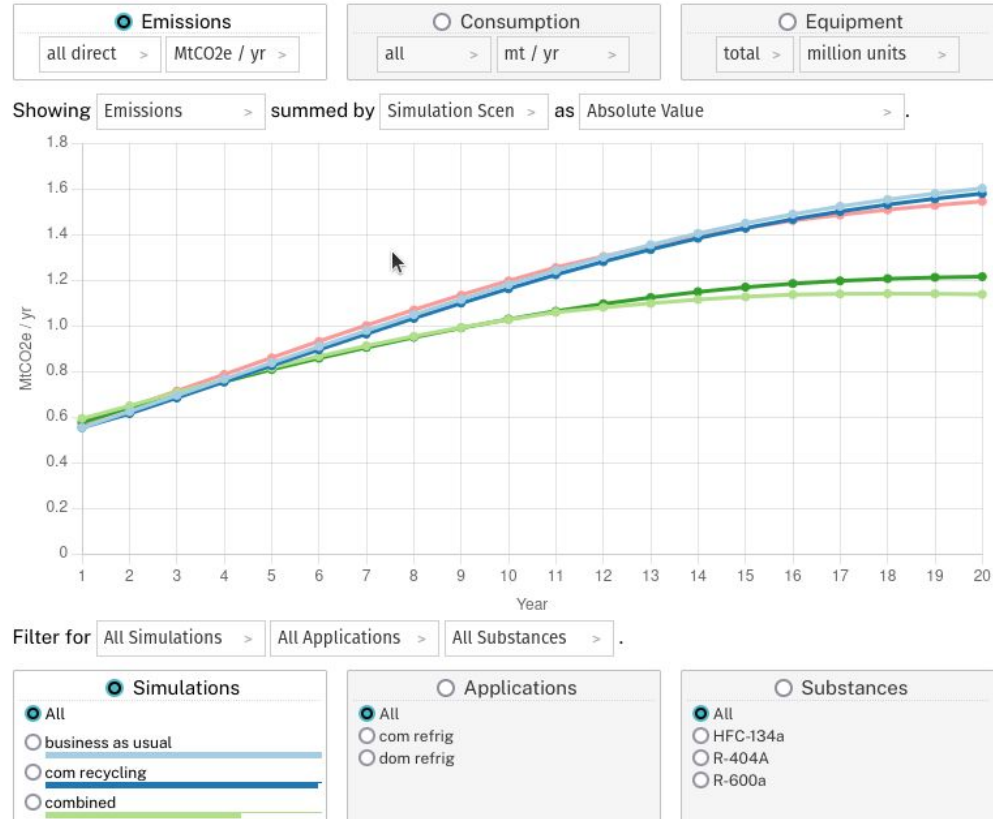 Emissions
all direct > MtCO2e / yr >
Consumption
all > mt / yr >
Equipment
total > million units >
Showing Emissions > summed by Simulation Scen > as Absolute Value > .
1.8
1.6
1.4
1.2
1.0
0.8
0.6
0.4
0.2
0
MtCO2e / yr
1 2 3 4 5 6 7 8 9 10 11 12 13 14 15 16 17 18 19 20
Year
Filter for All Simulations > All Applications > All Substances > .
Simulations
All
business as usual
com recycling
combined
Applications
All
com refrig
dom refrig
Substances
All
HFC-134a
R-404A
R-600a